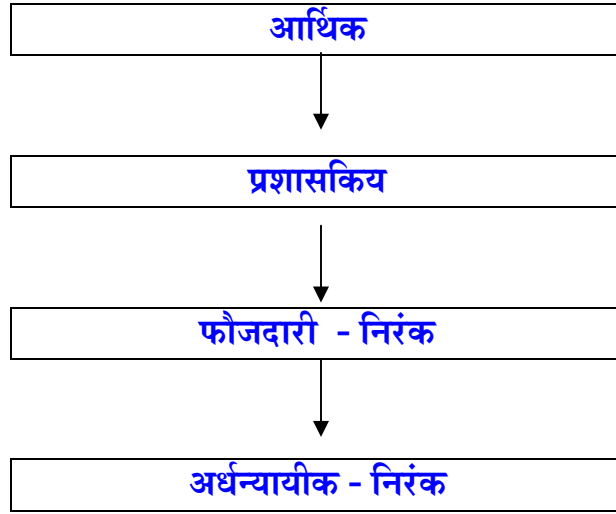 आर्थिक
प्रशासकिय
फौजदारी - निरंक
अर्धन्यायीक - निरंक